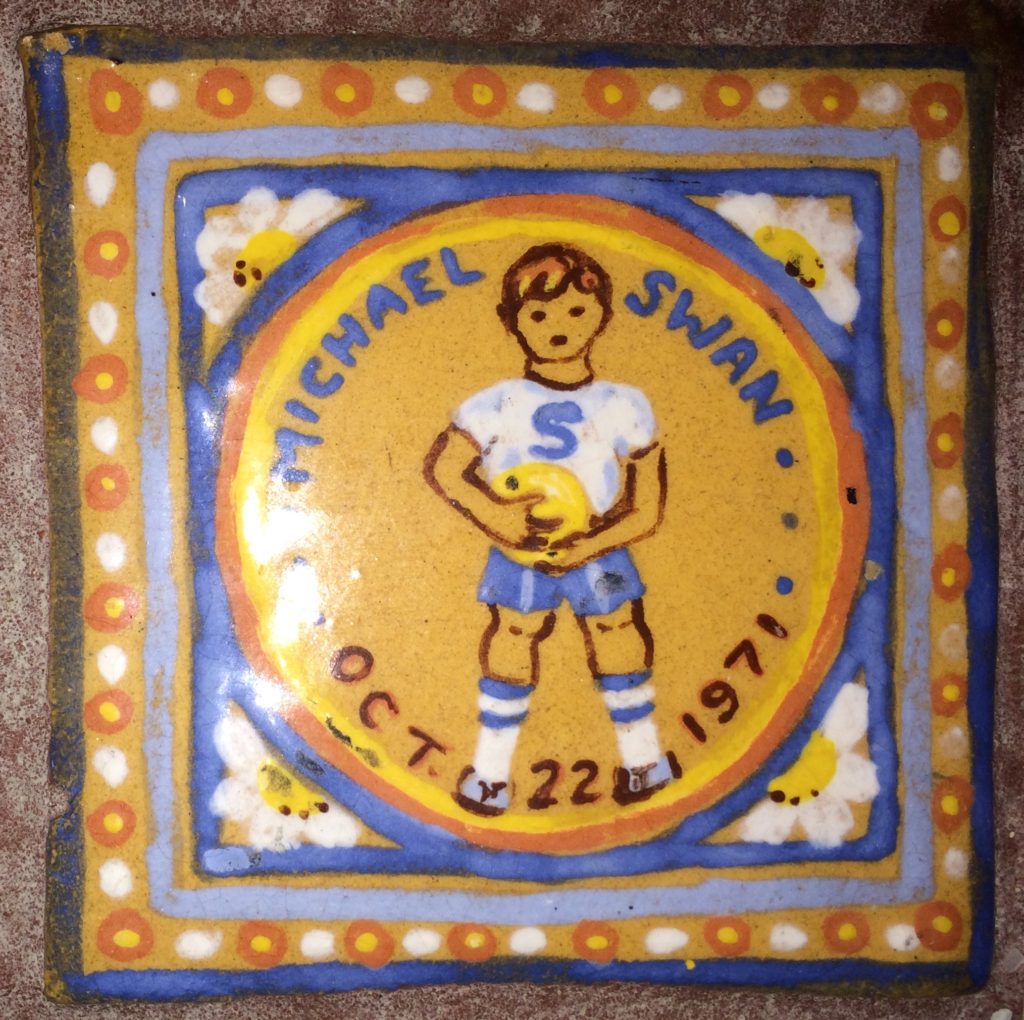 MICHAEL SWAN
S
OCT. 22, 1971